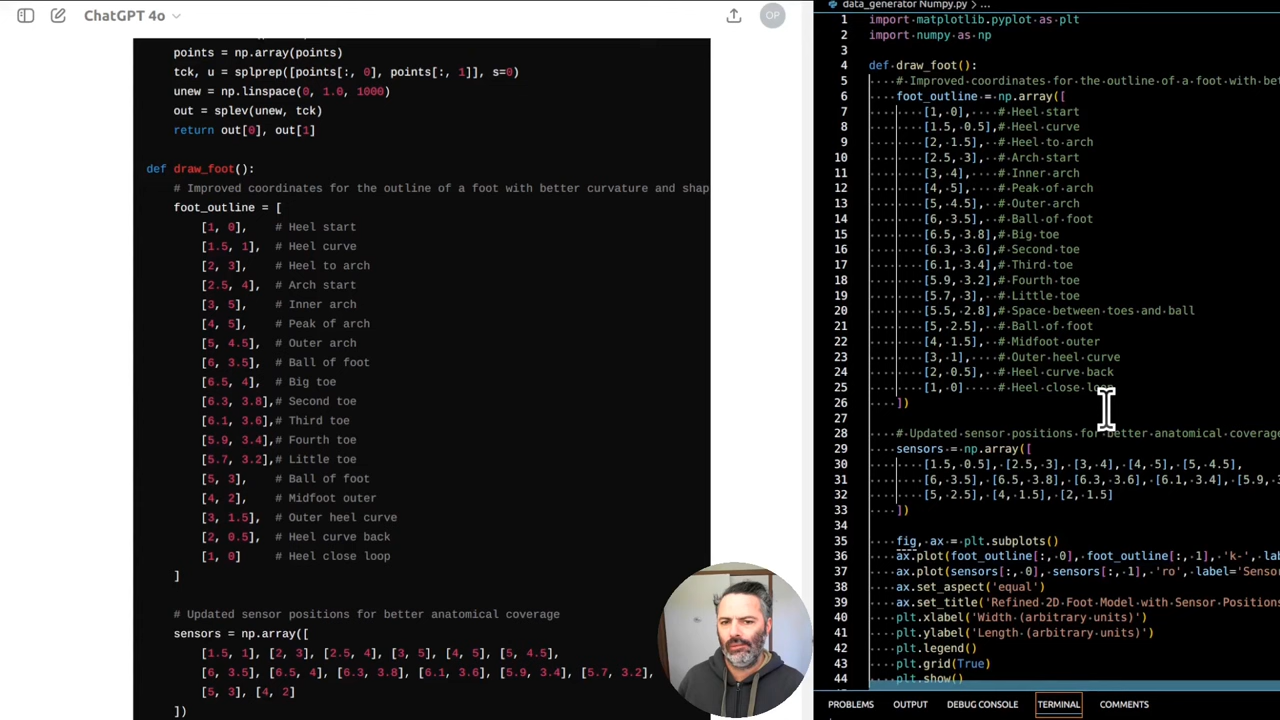 ChatGPT 4o
OP
points = np.array(points)
tck, u = splprep([points[:, 0], points[:, 1]], s=0)
unew = np.linspace(0, 1.0, 1000)
out = splev(unew, tck)
return out[0], out[1]
def draw_foot():
# Improved coordinates for the outline of a foot with better curvature and shap
foot_outline = [
[1, 0], # Heel start
[1.5, 1], # Heel curve
[2, 3], # Heel to arch
[2.5, 4], # Arch start
[3, 5], # Inner arch
[4, 5], # Peak of arch
[5, 4.5], # Outer arch
[6, 3.5], # Ball of foot
[6.5, 4], # Big toe
[6.3, 3.8],# Second toe
[6.1, 3.6],# Third toe
[5.9, 3.4],# Fourth toe
[5.7, 3.2],# Little toe
[5, 3], # Ball of foot
[4, 2], # Midfoot outer
[3, 1.5], # Outer heel curve
[2, 0.5], # Heel curve back
[1, 0] # Heel close loop
]
# Updated sensor positions for better anatomical coverage
sensors = np.array([
[1.5, 1], [2, 3], [2.5, 4], [3, 5], [4, 5], [5, 4.5],
[6, 3.5], [6.5, 4], [6.3, 3.8], [6.1, 3.6], [5.9, 3.4], [5.7, 3.2],
[5, 3], [4, 2]
])
data_generator Numpy.py > ...
1 import matplotlib.pyplot as plt
2 import numpy as np
3
4 def draw_foot():
5 # Improved coordinates for the outline of a foot with bet
6 foot_outline = np.array([
7 [1, 0], # Heel start
8 [1.5, 0.5],# Heel curve
9 [2, 1.5], # Heel to arch
10 [2.5, 3], # Arch start
11 [3, 4], # Inner arch
12 [4, 5], # Peak of arch
13 [5, 4.5], # Outer arch
14 [6, 3.5], # Ball of foot
15 [6.5, 3.8],# Big toe
16 [6.3, 3.6],# Second toe
17 [6.1, 3.4],# Third toe
18 [5.9, 3.2],# Fourth toe
19 [5.7, 3], # Little toe
20 [5.5, 2.8],# Space between toes and ball
21 [5, 2.5], # Ball of foot
22 [4, 1.5], # Midfoot outer
23 [3, 1], # Outer heel curve
24 [2, 0.5], # Heel curve back
25 [1, 0] # Heel close loop
26 ])
27
28 # Updated sensor positions for better anatomical coverage
29 sensors = np.array([
30 [1.5, 0.5], [2.5, 3], [3, 4], [4, 5], [5, 4.5],
31 [6, 3.5], [6.5, 3.8], [6.3, 3.6], [6.1, 3.4], [5.9, 3
32 [5, 2.5], [4, 1.5], [2, 1.5]
33 ])
34
35 fig, ax = plt.subplots()
36 ax.plot(foot_outline[:, 0], foot_outline[:, 1], 'k-', label
37 ax.plot(sensors[:, 0], sensors[:, 1], 'ro', label='Sensor
38 ax.set_aspect('equal')
39 ax.set_title('Refined 2D Foot Model with Sensor Positions
40 plt.xlabel('Width (arbitrary units)')
41 plt.ylabel('Length (arbitrary units)')
42 plt.legend()
43 plt.grid(True)
44 plt.show()
PROBLEMS OUTPUT DEBUG CONSOLE TERMINAL COMMENTS